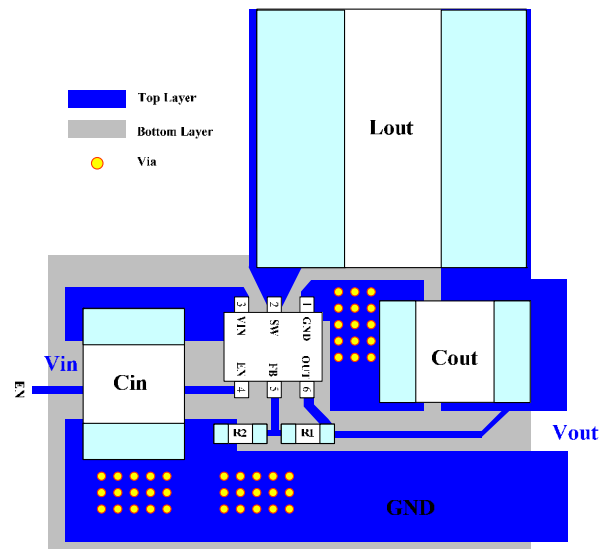 Top Layer
Bottom Layer
Via
Lout
3 2 1
VIN SW GND
EN FB OUT
4 5 6
Vin
EN
Cin
Cout
R2
R1
Vout
GND